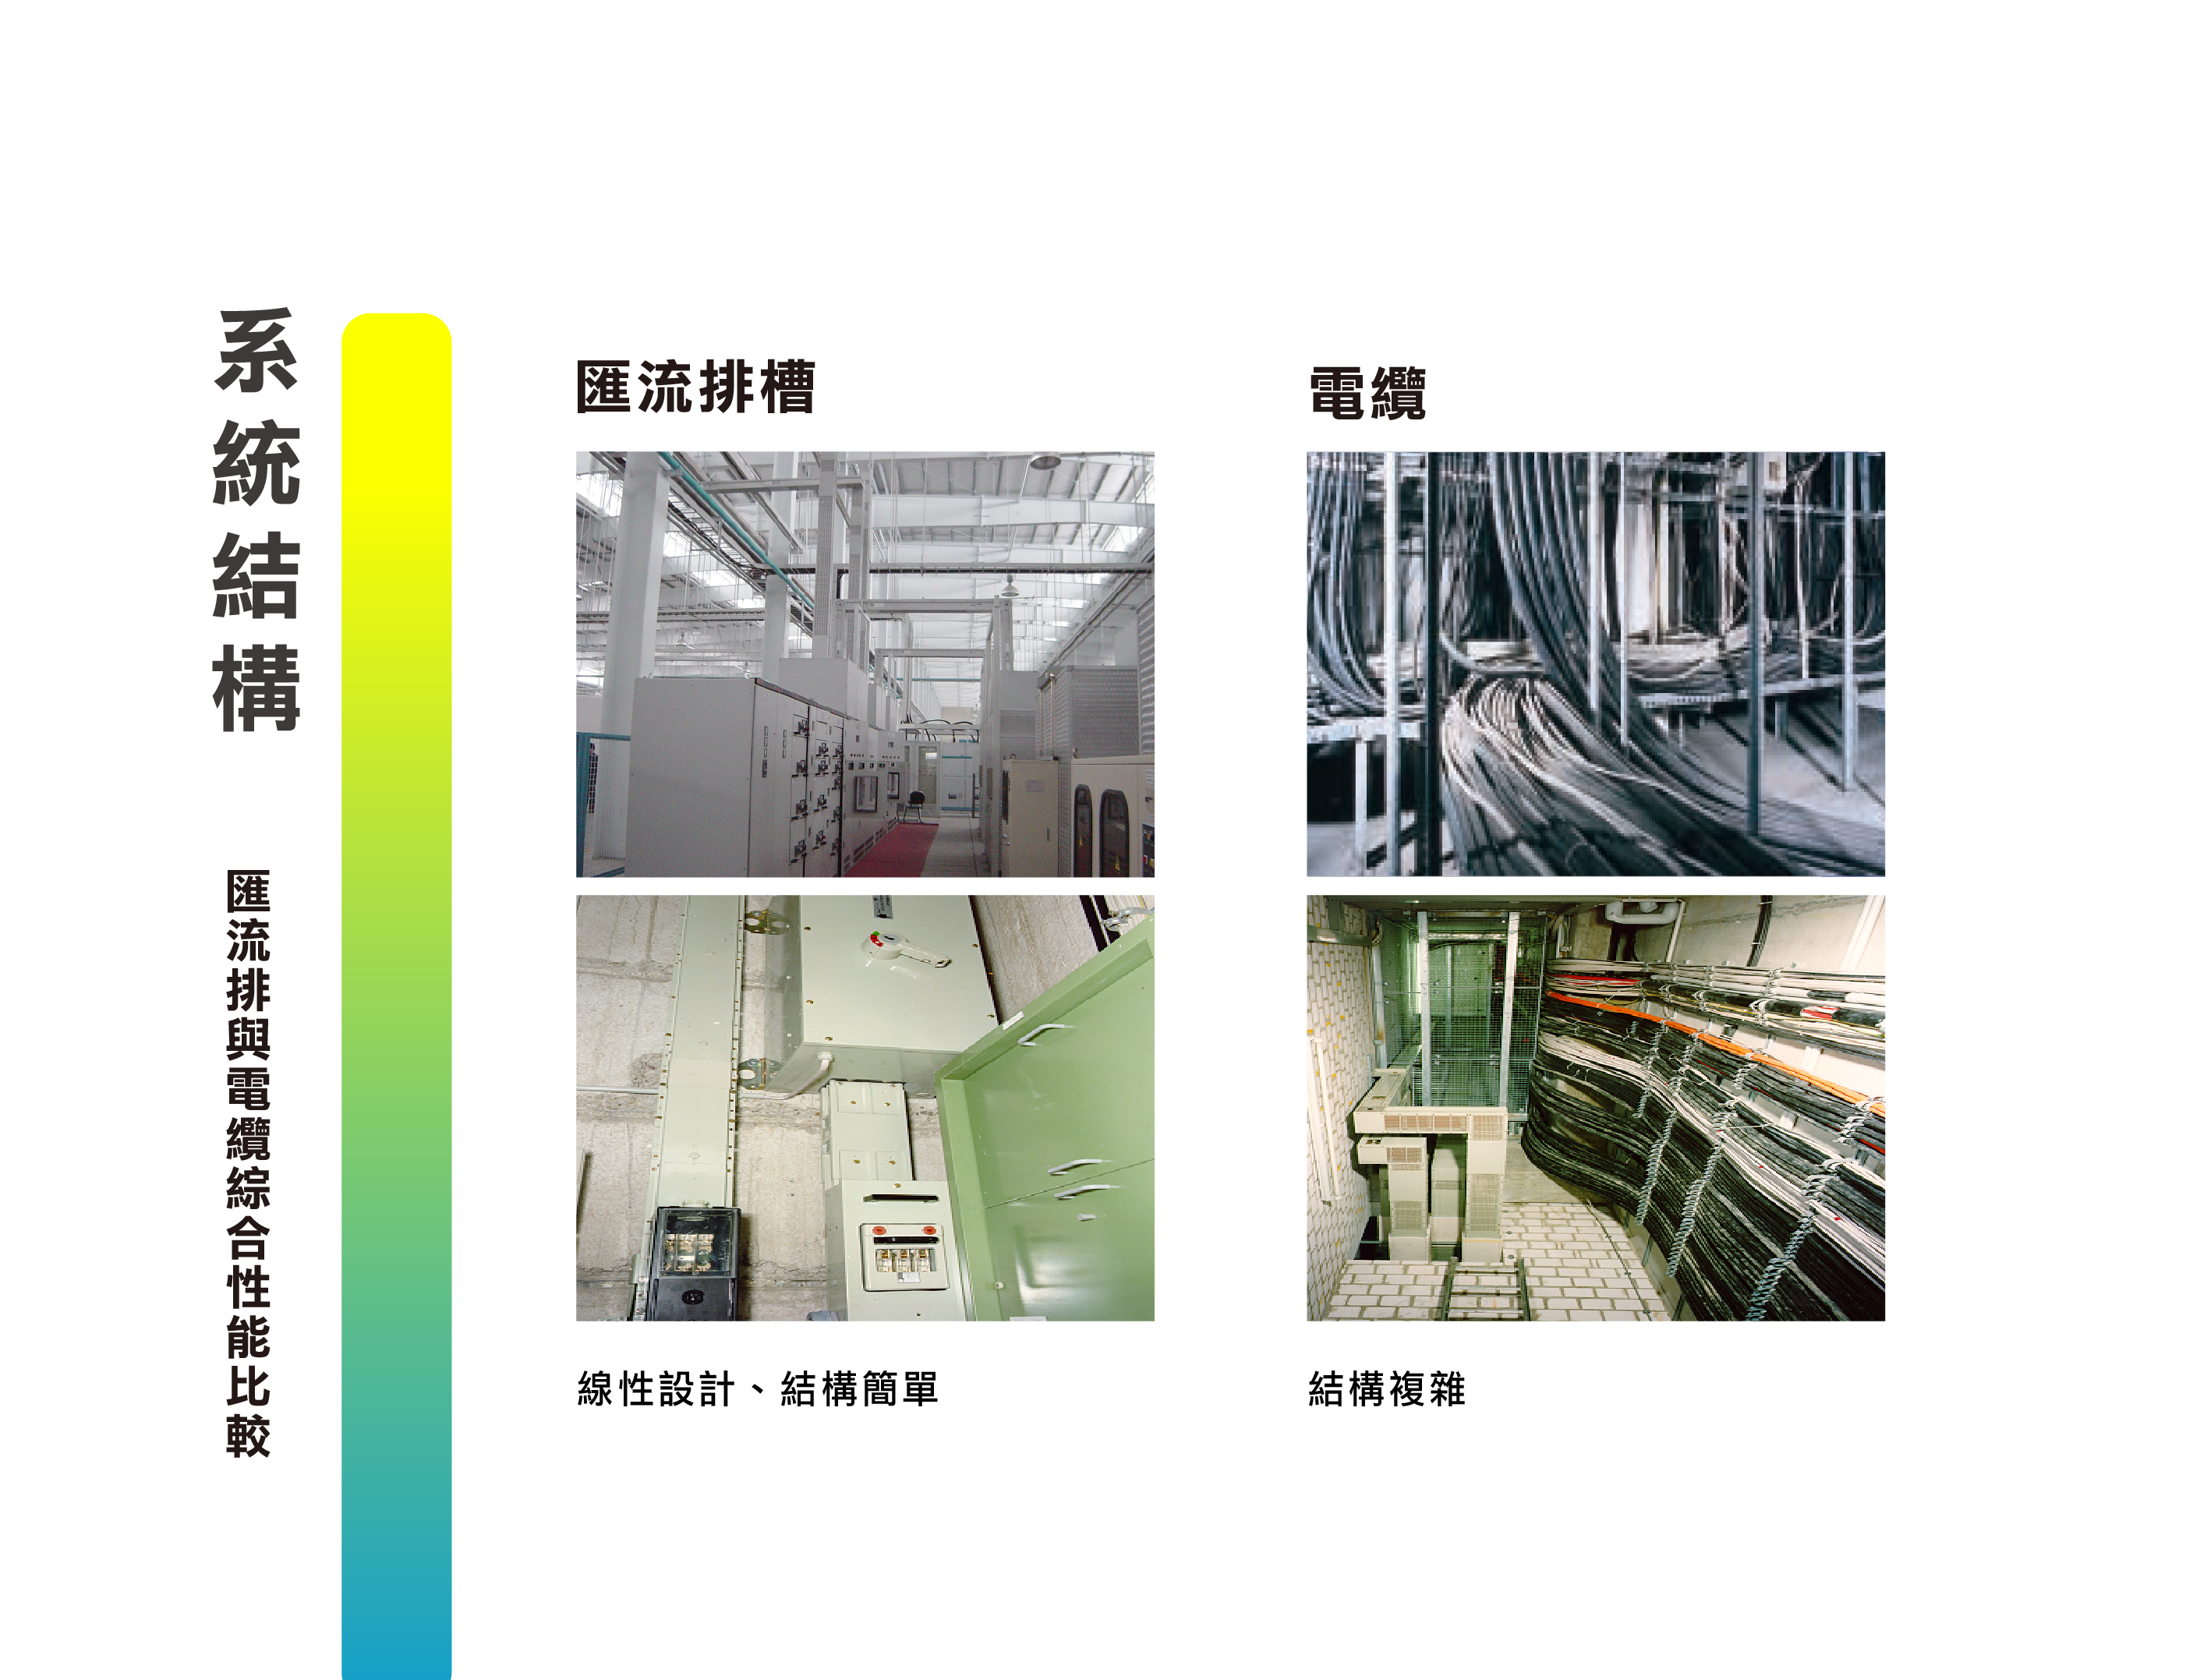 系統結構
匯流排與電纜綜合性能比較
匯流排槽
電纜
線性設計、結構簡單
結構複雜